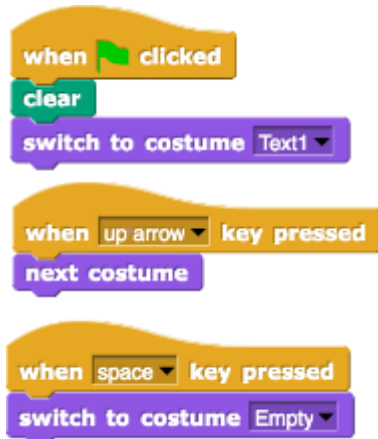 when clicked
clear
switch to costume Text1
when up arrow key pressed
next costume
when space key pressed
switch to costume Empty